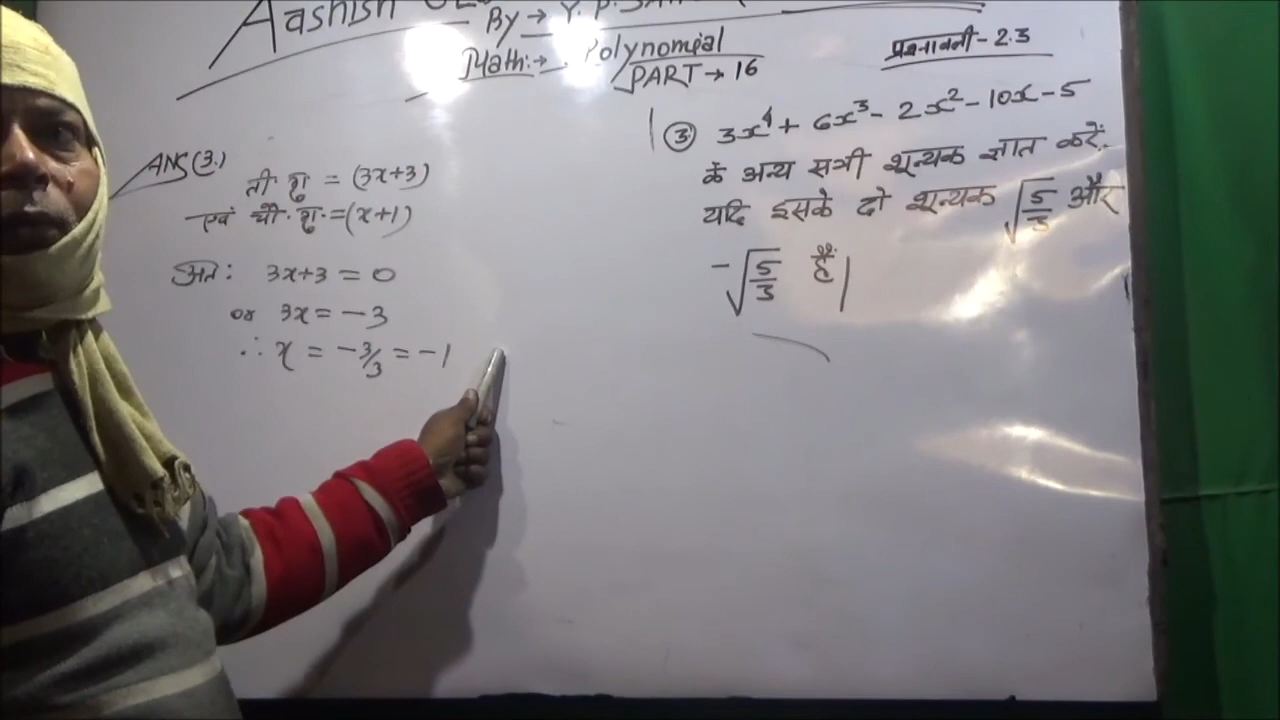 Aashish
By → Y. P.
Math :→ Polynomial
PART → 16
प्रश्नावली - 2.3
③ 3x⁴ + 6x³ - 2x² - 10x - 5
के अन्य सभी शून्यक ज्ञात करें.
यदि इसके दो शून्यक √5/3 और
-√5/3 हैं|
ANS (3.)
ती॰ गु॰ = (3x+3)
एवं चौ॰ गु॰ = (x+1)
अतः 3x+3 = 0
or 3x = -3
∴ x = -3/3 = -1